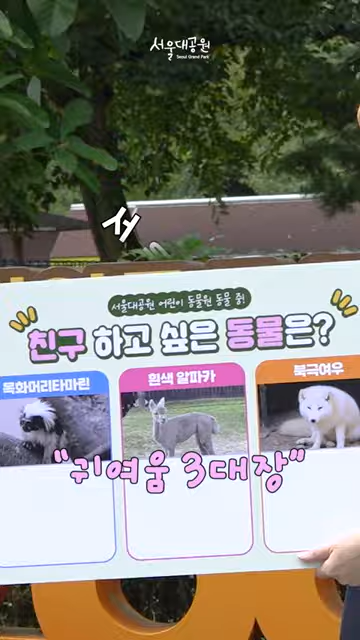 서울대공원
Seoul Grand Park
서
서울대공원 어린이 동물원 동물 중!
친구 하고 싶은 동물은?
목화머리타마린
흰색 알파카
북극여우
"귀여움 3대장"